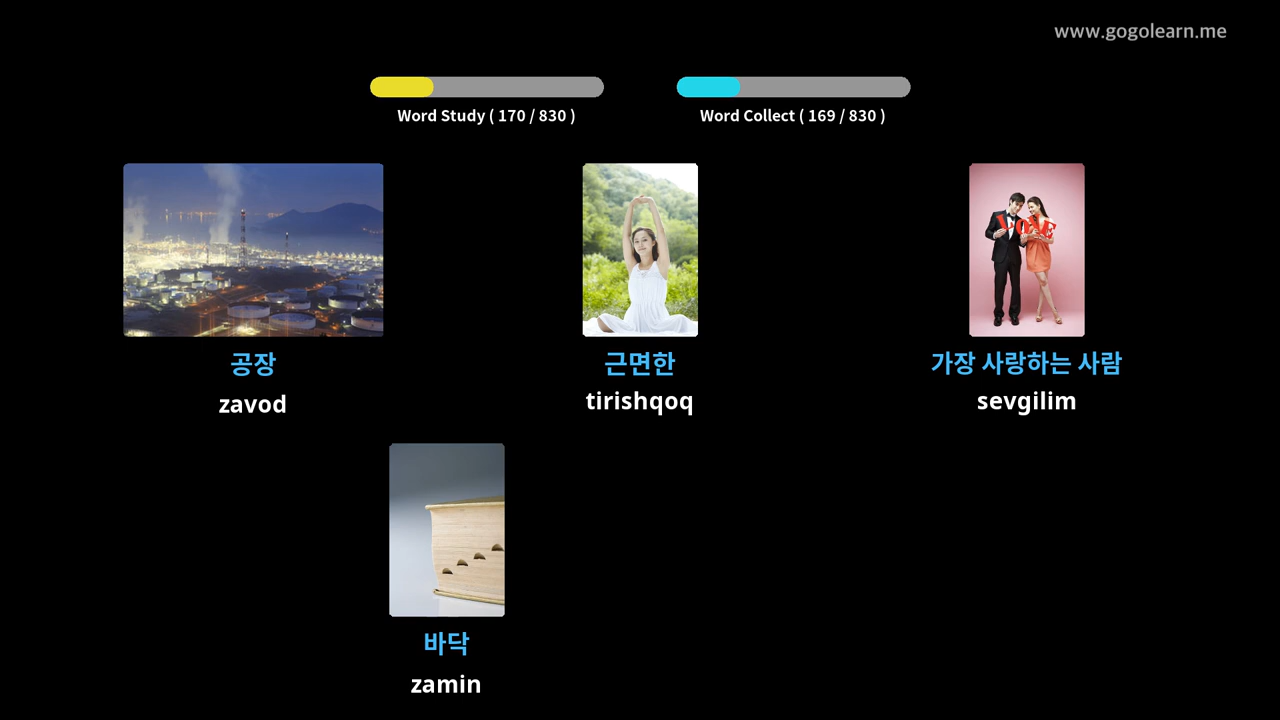 www.gogolearn.me
Word Study ( 170 / 830 )
Word Collect ( 169 / 830 )
공장
zavod
근면한
tirishqoq
가장 사랑하는 사람
sevgilim
LOVE
바닥
zamin